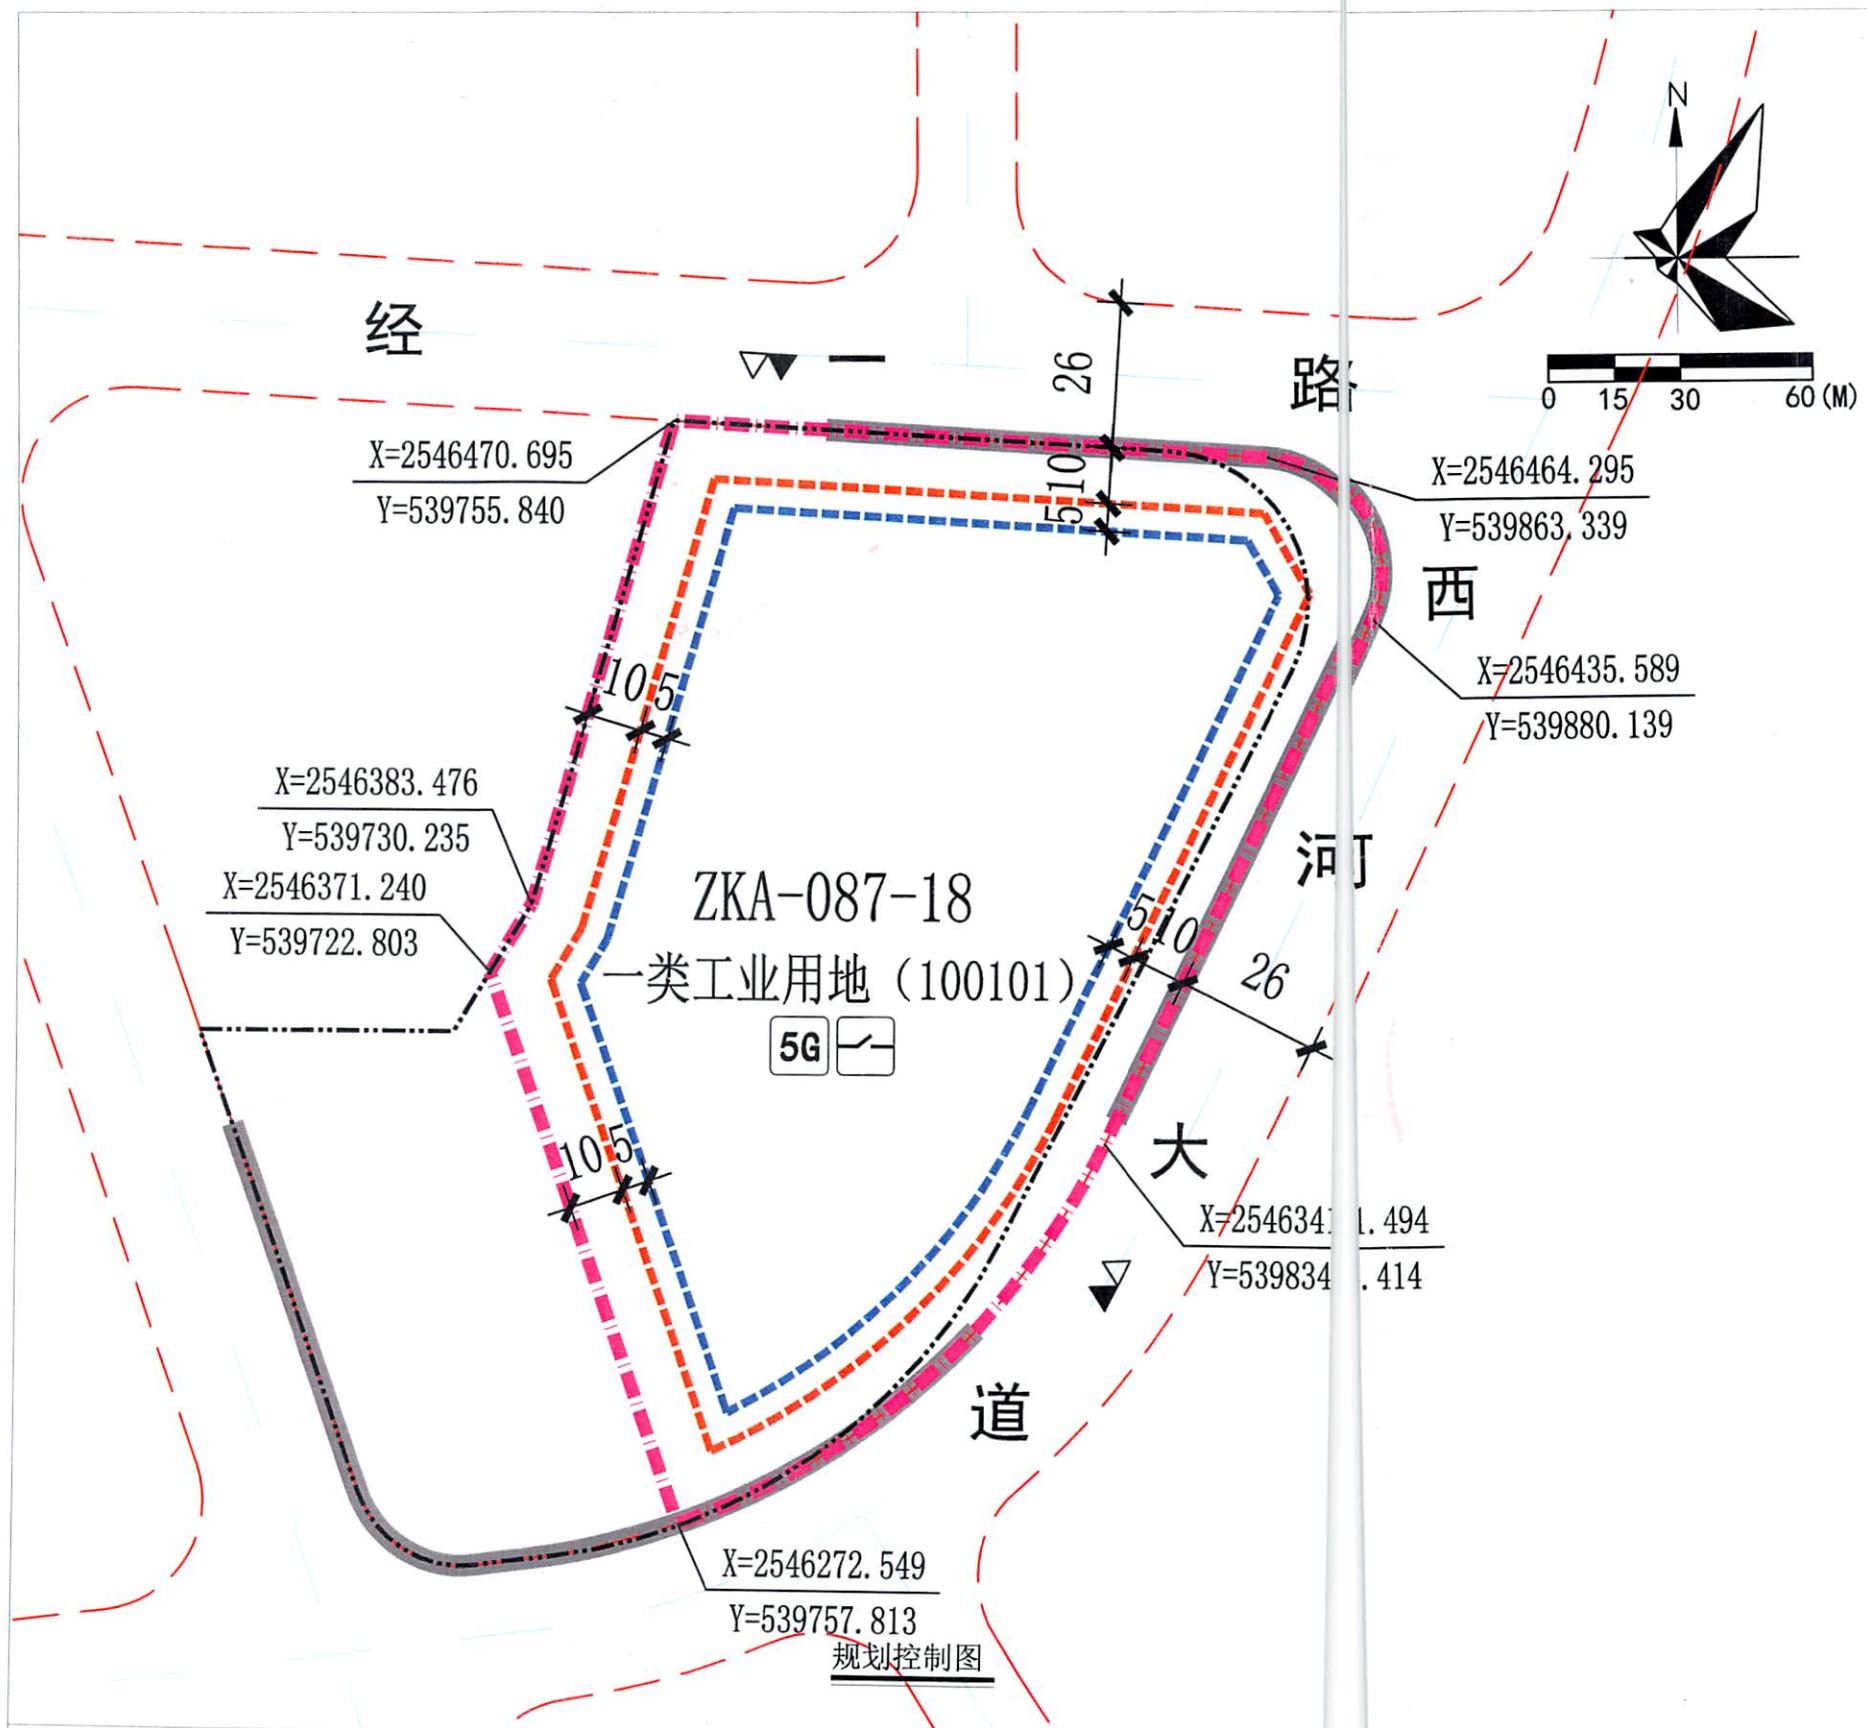 N
0 15 30 60(M)
经 一 路
26
10
5
X=2546470.695
Y=539755.840
X=2546464.295
Y=539863.339
西
河
大
道
X=2546435.589
Y=539880.139
10 5
X=2546383.476
Y=539730.235
X=2546371.240
Y=539722.803
ZKA-087-18
一类工业用地（100101）
5G
5 10
26
10 5
X=2546272.549
Y=539757.813
规划控制图